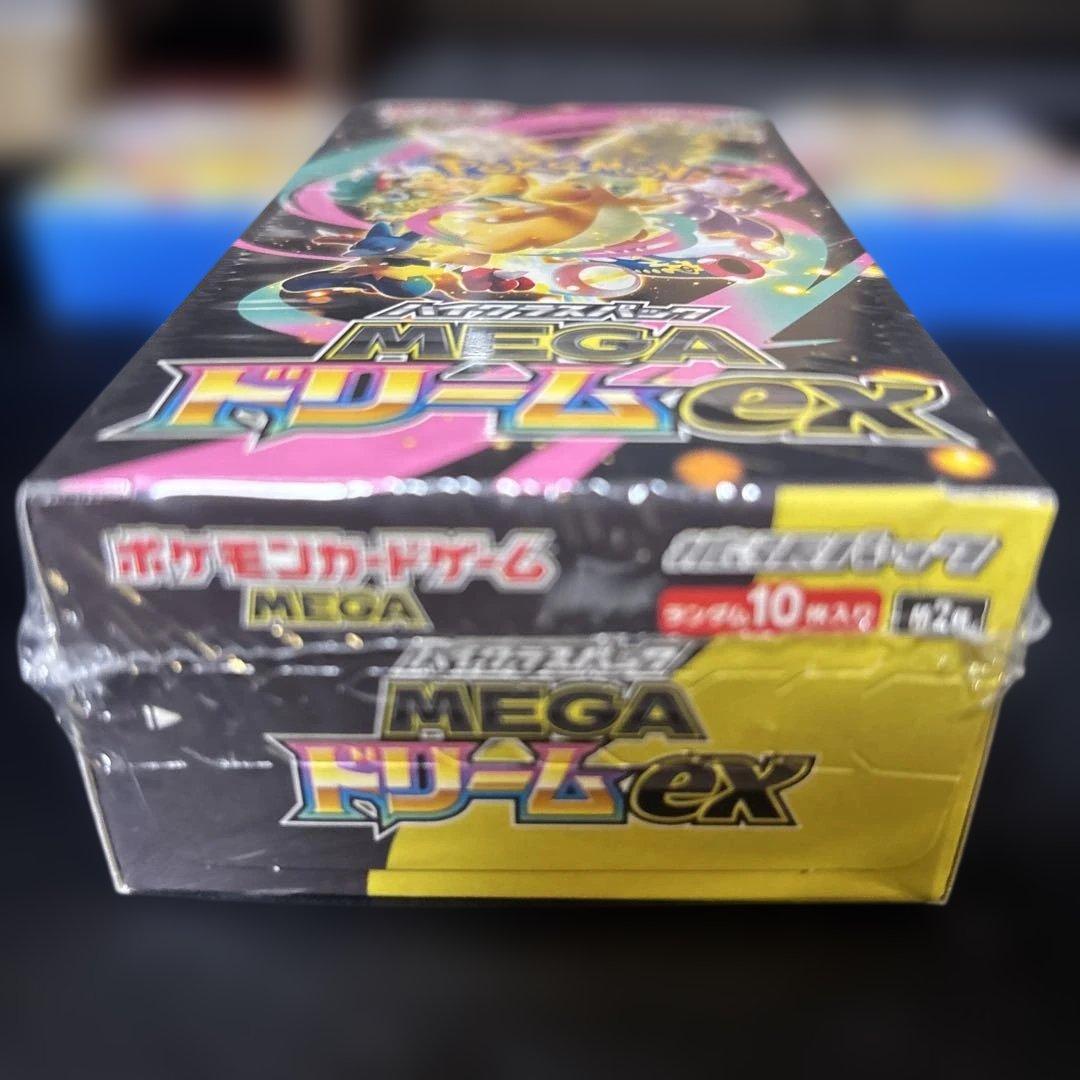 POKÉMON
ハイクラスパック
MEGA
ドリームex
ポケモンカードゲーム
MEGA
拡張パック
ランダム10枚入り
ハイクラスパック
MEGA
ドリームex